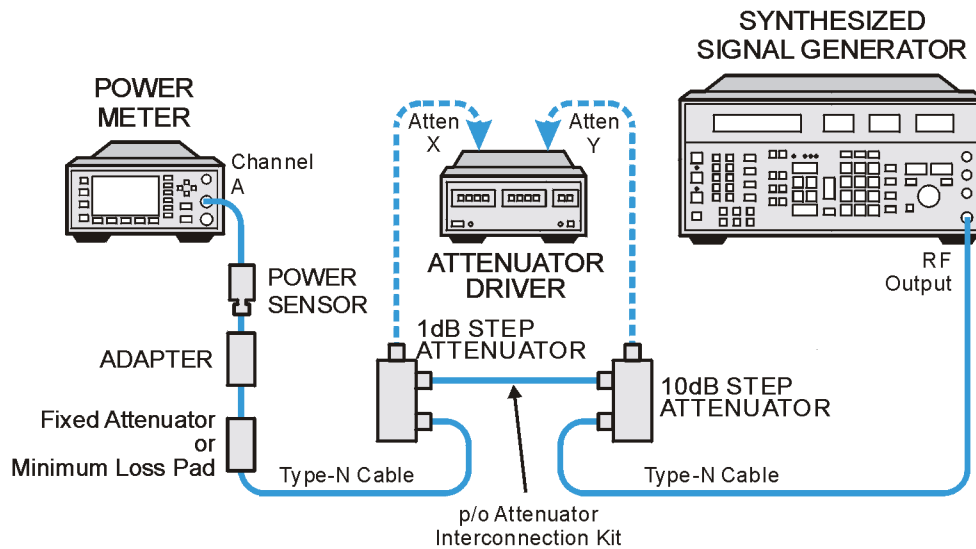 SYNTHESIZED
SIGNAL GENERATOR
POWER
METER
Channel
A
Atten
X
Atten
Y
ATTENUATOR
DRIVER
RF
Output
POWER
SENSOR
1dB STEP
ATTENUATOR
ADAPTER
10dB STEP
ATTENUATOR
Fixed Attenuator
or
Minimum Loss Pad
Type-N Cable
Type-N Cable
p/o Attenuator
Interconnection Kit